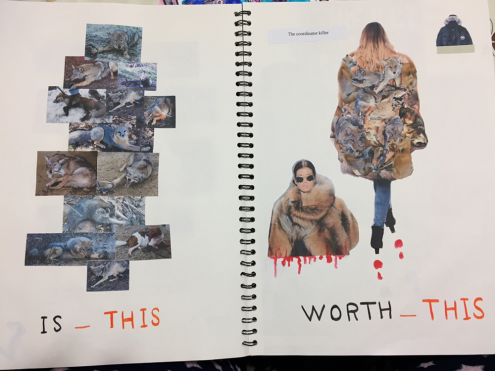 The coordinator killer
IS _ THIS
WORTH _ THIS